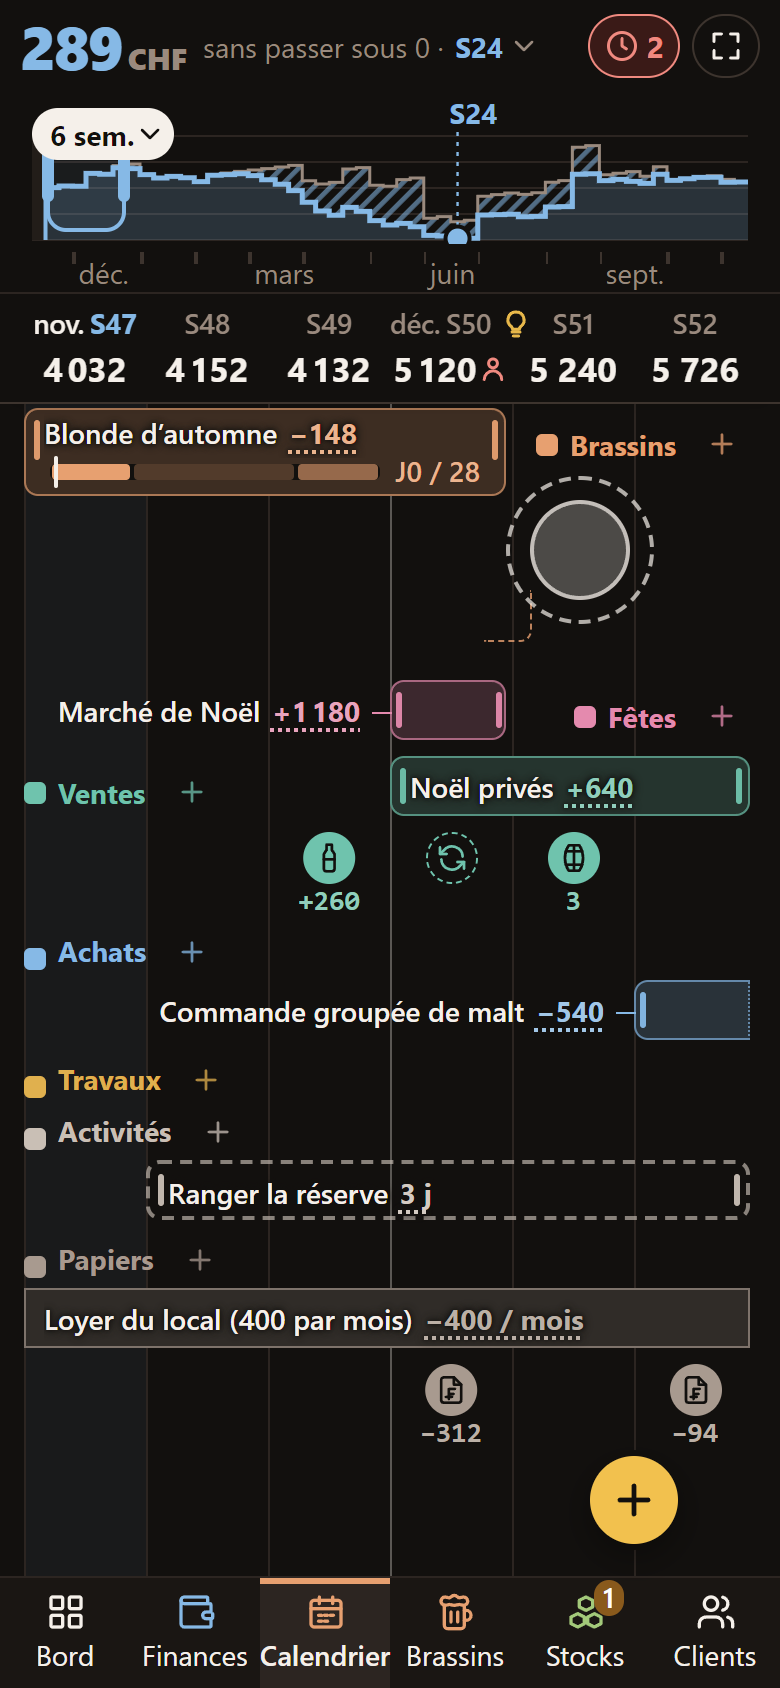 289 CHF sans passer sous 0 · S24
2
S24
6 sem.
déc. mars juin sept.
nov. S47 S48 S49 déc. S50 S51 S52
4 032 4 152 4 132 5 120 5 240 5 726
Blonde d’automne −148
J0 / 28
Brassins +
Marché de Noël +1 180
Fêtes +
Noël privés +640
Ventes +
+260 3
Achats +
Commande groupée de malt −540
Travaux +
Activités +
Ranger la réserve 3 j
Papiers +
Loyer du local (400 par mois) −400 / mois
−312 −94
+
1
Bord Finances Calendrier Brassins Stocks Clients